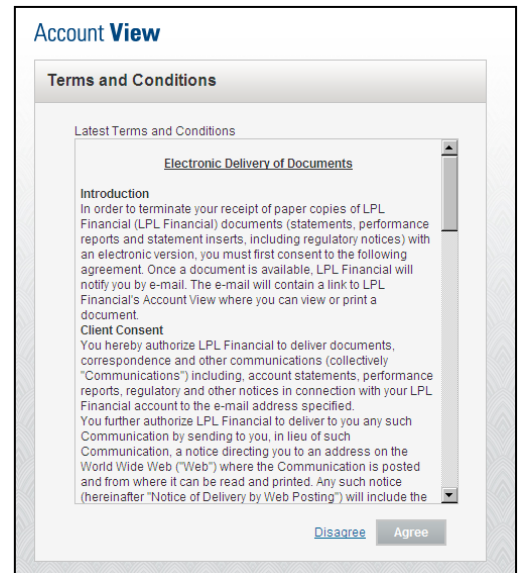 Account View
Terms and Conditions
Latest Terms and Conditions
Electronic Delivery of Documents
Introduction
In order to terminate your receipt of paper copies of LPL
Financial (LPL Financial) documents (statements, performance
reports and statement inserts, including regulatory notices) with
an electronic version, you must first consent to the following
agreement. Once a document is available, LPL Financial will
notify you by e-mail. The e-mail will contain a link to LPL
Financial's Account View where you can view or print a
document.
Client Consent
You hereby authorize LPL Financial to deliver documents,
correspondence and other communications (collectively
"Communications") including, account statements, performance
reports, regulatory and other notices in connection with your LPL
Financial account to the e-mail address specified.
You further authorize LPL Financial to deliver to you any such
Communication by sending to you, in lieu of such
Communication, a notice directing you to an address on the
World Wide Web ("Web") where the Communication is posted
and from where it can be read and printed. Any such notice
(hereinafter "Notice of Delivery by Web Posting") will include the
Disagree Agree